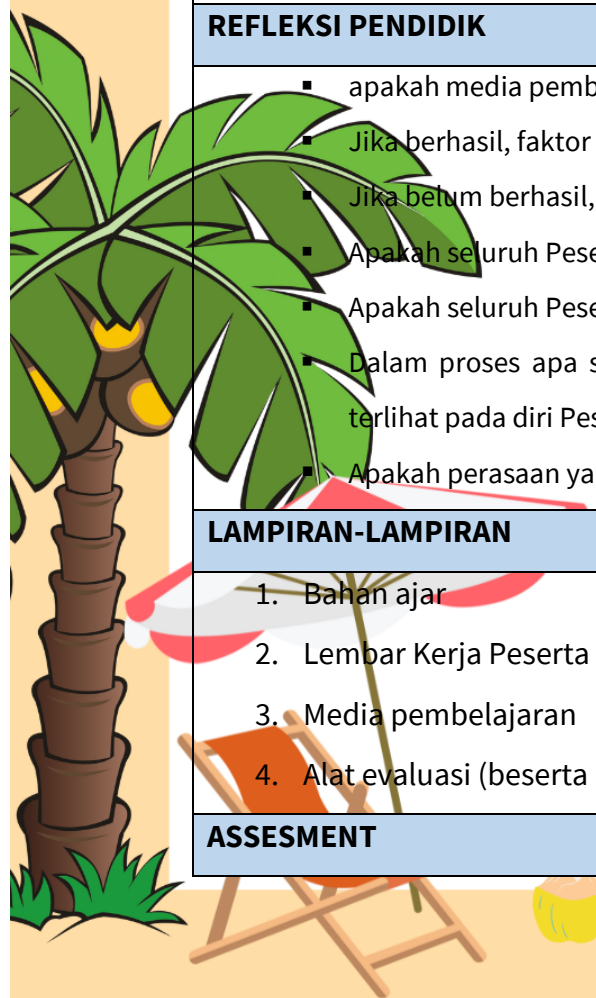 REFLEKSI PENDIDIK
▪ apakah media pemb
▪ Jika berhasil, faktor
▪ Jika belum berhasil,
▪ Apakah seluruh Pese
▪ Apakah seluruh Pese
▪ Dalam proses apa s
terlihat pada diri Pes
▪ Apakah perasaan ya
LAMPIRAN-LAMPIRAN
1. Bahan ajar
2. Lembar Kerja Peserta
3. Media pembelajaran
4. Alat evaluasi (beserta
ASSESMENT